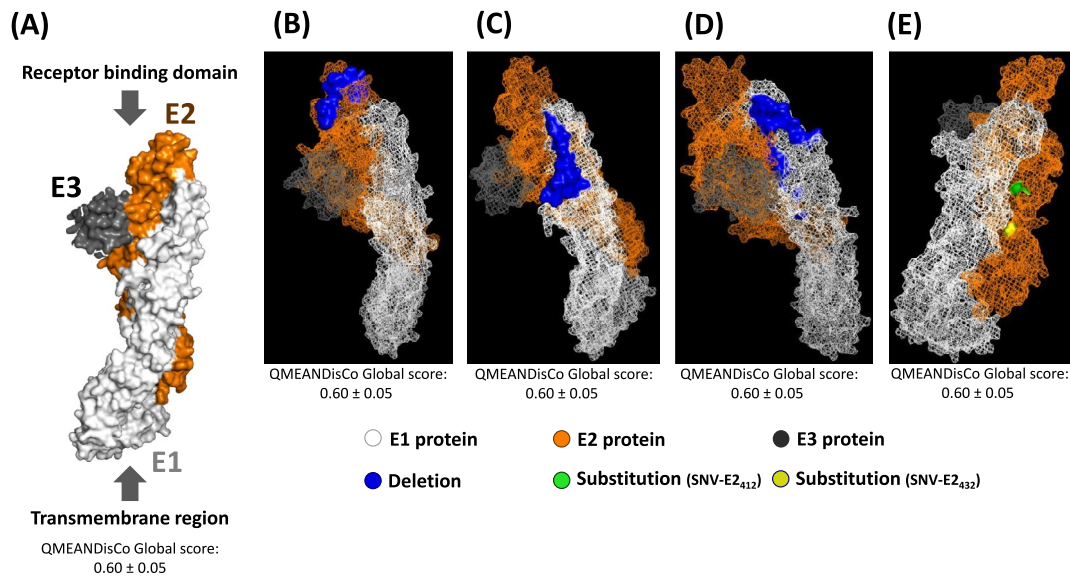 (A)
Receptor binding domain
E2
E3
E1
Transmembrane region
QMEANDisCo Global score:
0.60 ± 0.05
(B)
QMEANDisCo Global score:
0.60 ± 0.05
(C)
QMEANDisCo Global score:
0.60 ± 0.05
(D)
QMEANDisCo Global score:
0.60 ± 0.05
(E)
QMEANDisCo Global score:
0.60 ± 0.05
E1 protein
E2 protein
E3 protein
Deletion
Substitution (SNV-E2₄₁₂)
Substitution (SNV-E2₄₃₂)